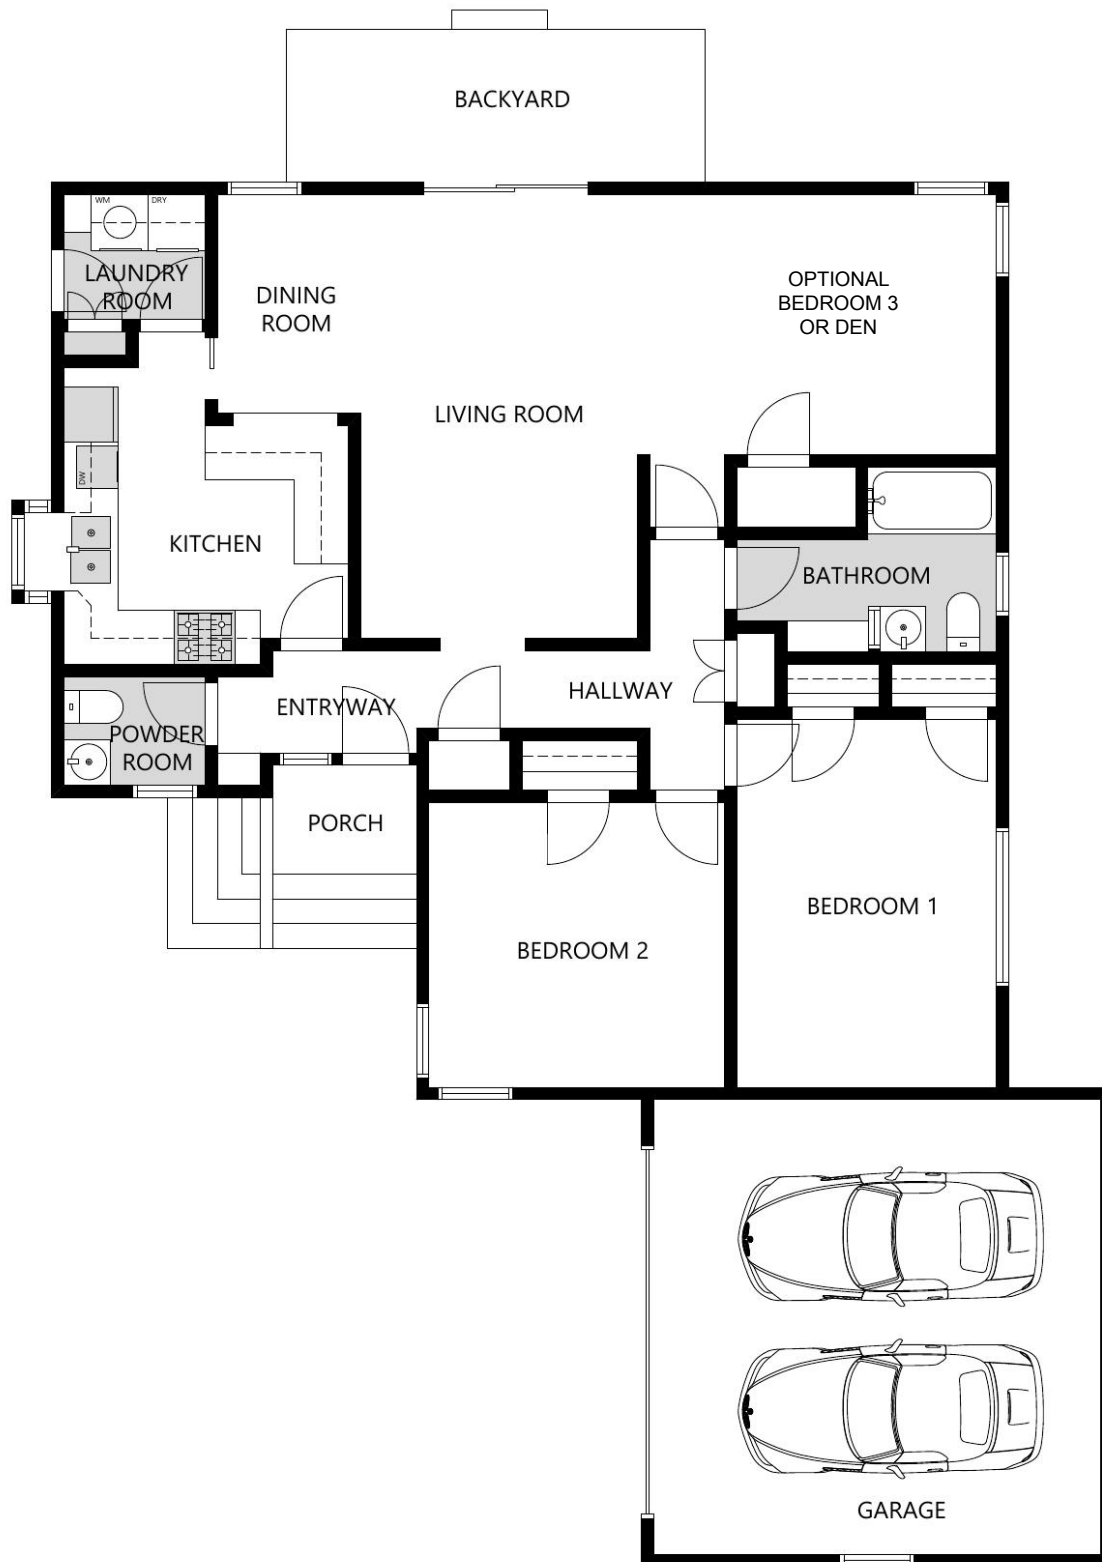 BACKYARD
WM
DRY
LAUNDRY
ROOM
DINING
ROOM
OPTIONAL
BEDROOM 3
OR DEN
LIVING ROOM
DW
KITCHEN
BATHROOM
HALLWAY
ENTRYWAY
POWDER
ROOM
PORCH
BEDROOM 1
BEDROOM 2
GARAGE